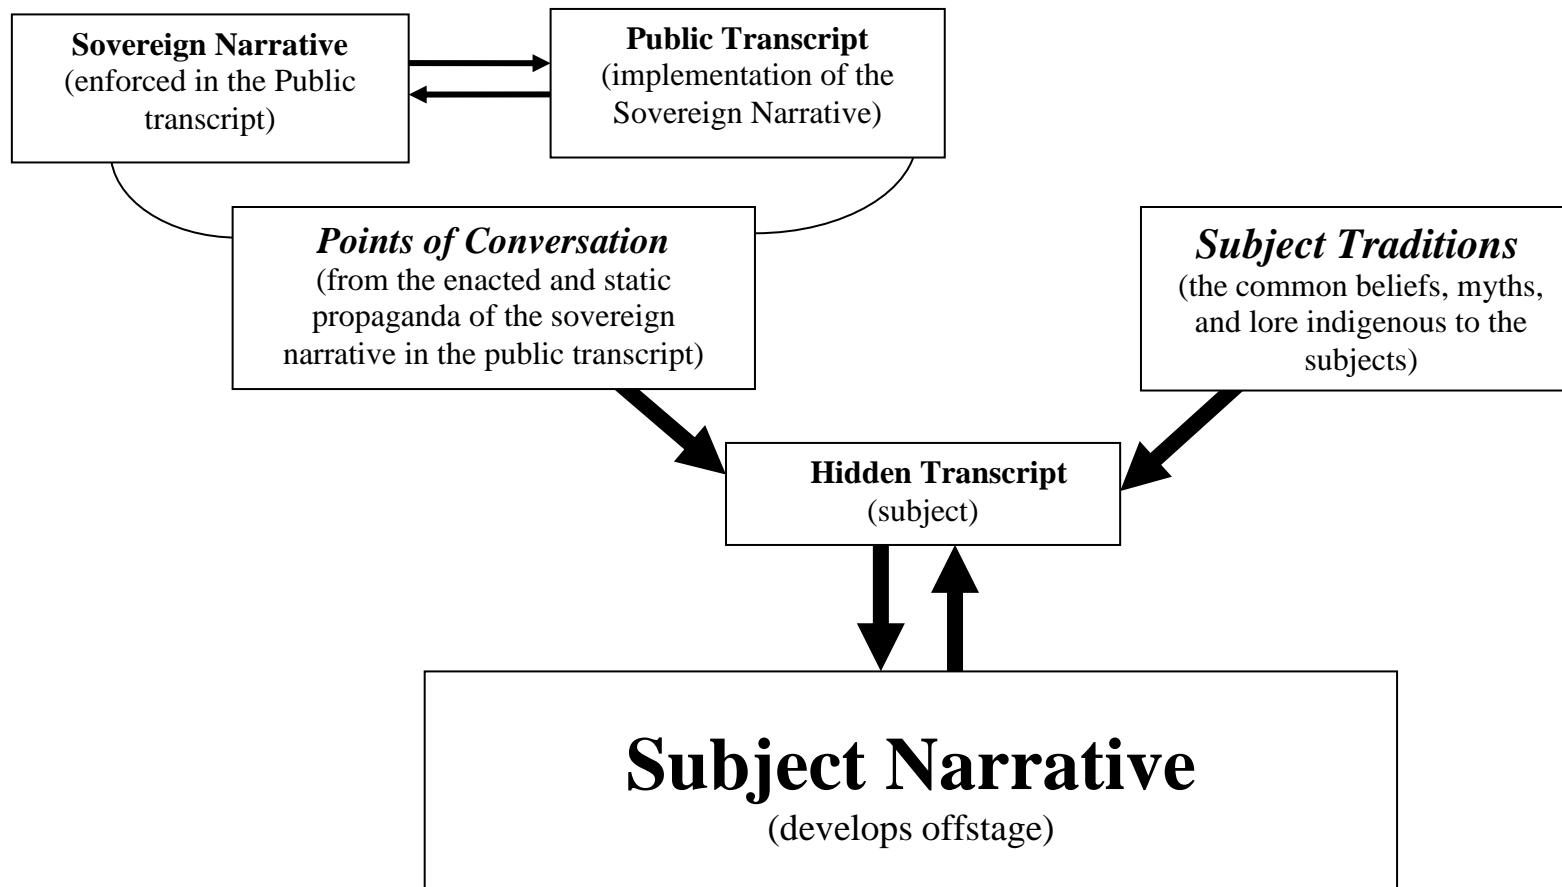 Sovereign Narrative
(enforced in the Public
transcript)
Public Transcript
(implementation of the
Sovereign Narrative)
Points of Conversation
(from the enacted and static
propaganda of the sovereign
narrative in the public transcript)
Subject Traditions
(the common beliefs, myths,
and lore indigenous to the
subjects)
Hidden Transcript
(subject)
Subject Narrative
(develops offstage)